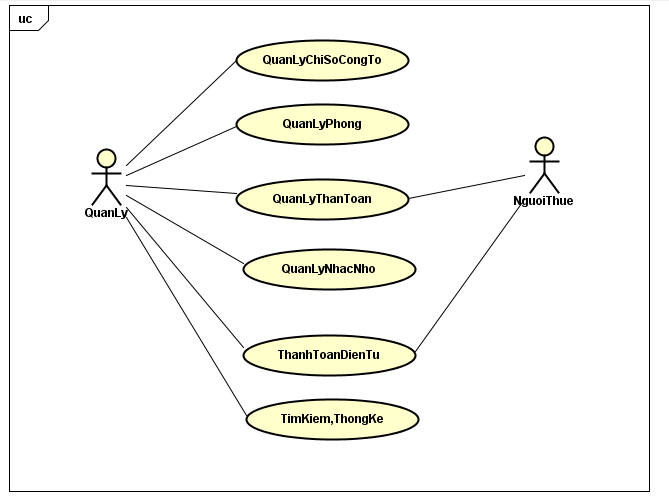 uc
QuanLyChiSoCongTo
QuanLyPhong
QuanLyThanToan
QuanLy
NguoiThue
QuanLyNhacNho
ThanhToanDienTu
TimKiem,ThongKe